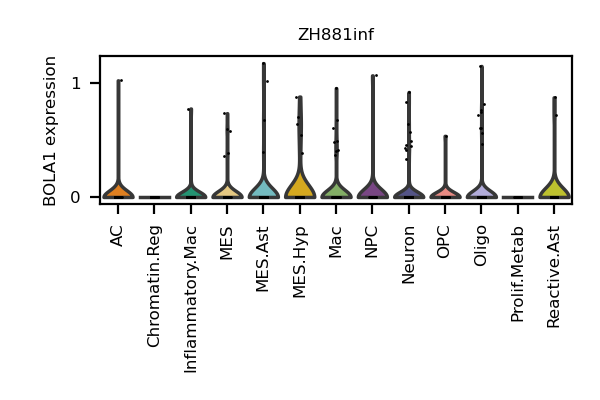 ZH881inf
BOLA1 expression
1
0
AC
Chromatin.Reg
Inflammatory.Mac
MES
MES.Ast
MES.Hyp
Mac
NPC
Neuron
OPC
Oligo
Prolif.Metab
Reactive.Ast